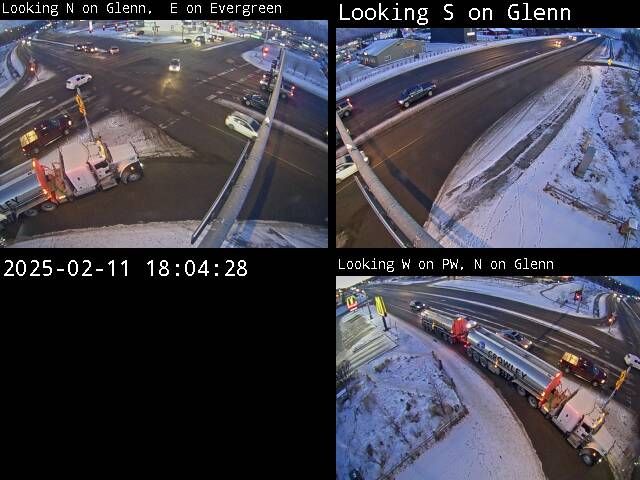 Looking N on Glenn,  E on Evergreen
Looking S on Glenn
2025-02-11 18:04:28
Looking W on PW, N on Glenn
CROWLEY